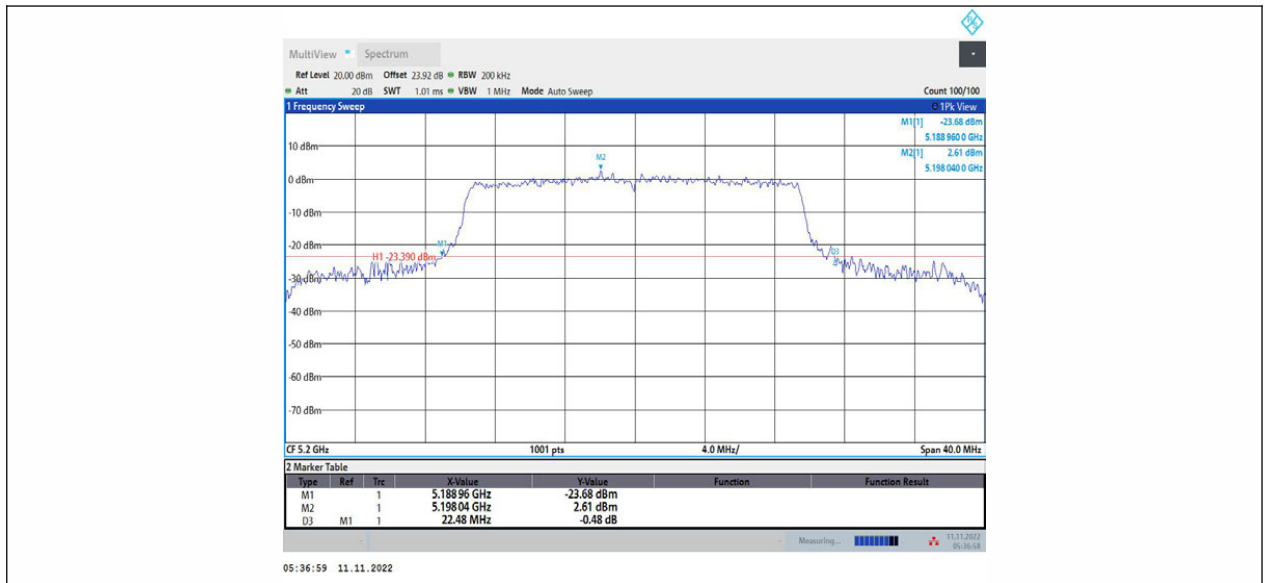 MultiView Spectrum
Ref Level 20.00 dBm Offset 23.92 dB RBW 200 kHz
Att 20 dB SWT 1.01 ms VBW 1 MHz Mode Auto Sweep Count 100/100
1 Frequency Sweep 1Pk View
M1[1] -23.68 dBm
5.188 960 0 GHz
M2[1] 2.61 dBm
5.198 040 0 GHz
10 dBm
M2
0 dBm
-10 dBm
-20 dBm
M1
D3
H1 -23.390 dBm
-30 dBm
-40 dBm
-50 dBm
-60 dBm
-70 dBm
CF 5.2 GHz 1001 pts 4.0 MHz/ Span 40.0 MHz
2 Marker Table
Type Ref Trc X-Value Y-Value Function Function Result
M1 1 5.18896 GHz -23.68 dBm
M2 1 5.19804 GHz 2.61 dBm
D3 M1 1 22.48 MHz -0.48 dB
Measuring... 11.11.2022
05:36:58
05:36:59 11.11.2022